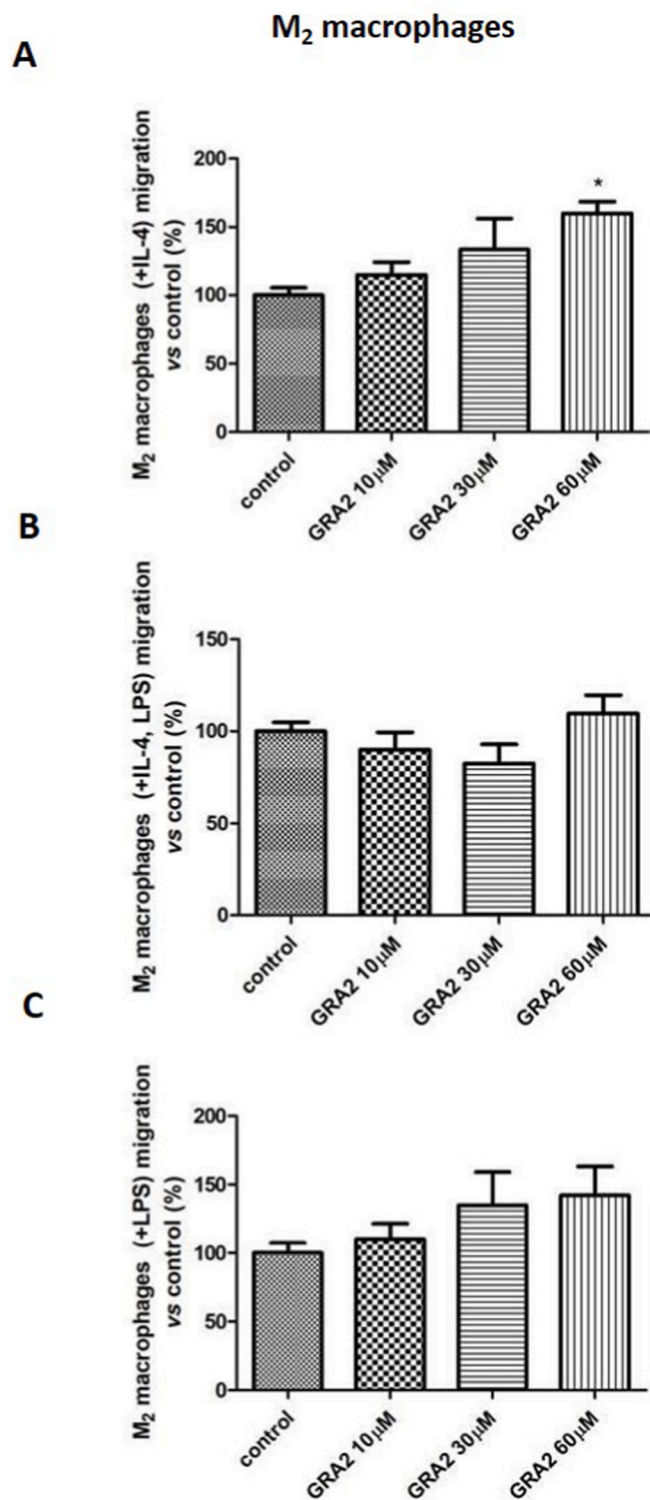 M₂ macrophages
A
M₂ macrophages (+IL-4) migration
vs control (%)
200
150
100
50
0
*
control
GRA2 10μM
GRA2 30μM
GRA2 60μM
B
M₂ macrophages (+IL-4, LPS) migration
vs control (%)
150
100
50
0
control
GRA2 10μM
GRA2 30μM
GRA2 60μM
C
M₂ macrophages (+LPS) migration
vs control (%)
200
150
100
50
0
control
GRA2 10μM
GRA2 30μM
GRA2 60μM